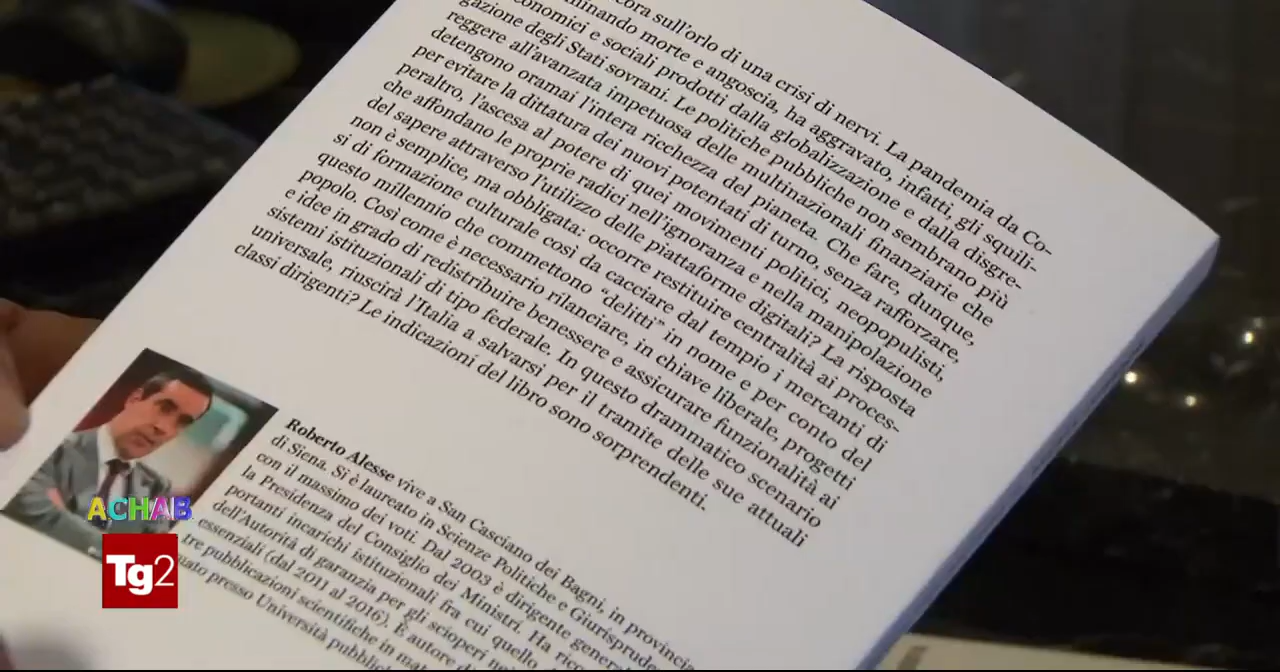 cora sull'orlo di una crisi di nervi. La pandemia da Co-
minando morte e angoscia, ha aggravato, infatti, gli squili-
conomici e sociali prodotti dalla globalizzazione e dalla disgre-
gazione degli Stati sovrani. Le politiche pubbliche non sembrano più
reggere all'avanzata impetuosa delle multinazionali finanziarie che
detengono oramai l'intera ricchezza del pianeta. Che fare, dunque,
per evitare la dittatura dei nuovi potentati di turno, senza rafforzare,
peraltro, l'ascesa al potere di quei movimenti politici, neopopulisti,
che affondano le proprie radici nell'ignoranza e nella manipolazione
del sapere attraverso l'utilizzo delle piattaforme digitali? La risposta
non è semplice, ma obbligata: occorre restituire centralità ai proces-
si di formazione culturale così da cacciare dal tempio i mercanti di
questo millennio che commettono "delitti" in nome e per conto del
popolo. Così come è necessario rilanciare, in chiave liberale, progetti
e idee in grado di redistribuire benessere e assicurare funzionalità ai
sistemi istituzionali di tipo federale. In questo drammatico scenario
universale, riuscirà l'Italia a salvarsi per il tramite delle sue attuali
classi dirigenti? Le indicazioni del libro sono sorprendenti.
Roberto Alesse vive a San Casciano dei Bagni, in provincia
di Siena. Si è laureato in Scienze Politiche e Giurisprude
con il massimo dei voti. Dal 2003 è dirigente general
la Presidenza del Consiglio dei Ministri. Ha rico
portanti incarichi istituzionali fra cui quello
dell'Autorità di garanzia per gli scioperi nei
essenziali (dal 2011 al 2016). È autore di
tre pubblicazioni scientifiche in mat
nato presso Università pubblic
ACHAB
Tg2